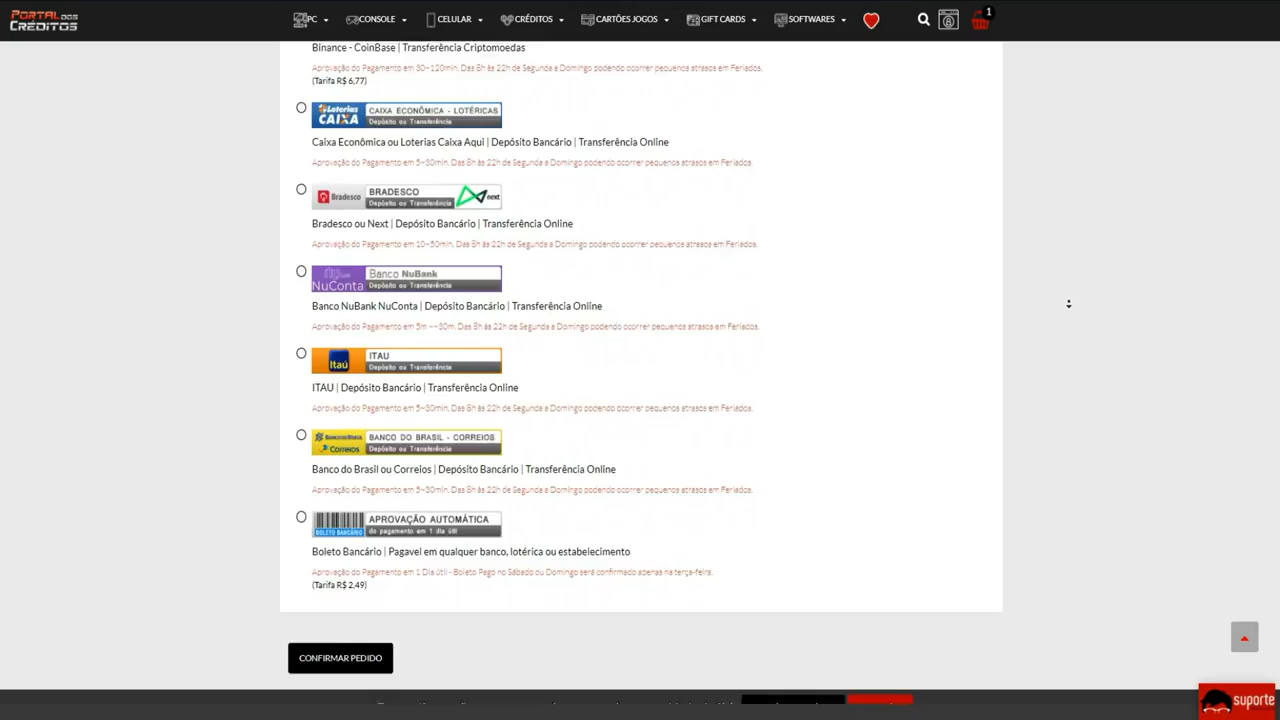 PORTAL DOS
CRÉDITOS
PC
CONSOLE
CELULAR
CRÉDITOS
CARTÕES JOGOS
GIFT CARDS
SOFTWARES
1
Binance - CoinBase | Transferência Criptomoedas
Aprovação do Pagamento em 30~120min. Das 8h às 22h de Segunda a Domingo podendo ocorrer pequenos atrasos em Feriados.
(Tarifa R$ 6,77)
Loterias CAIXA
CAIXA ECONÔMICA - LOTÉRICAS
Depósito ou Transferência
Caixa Econômica ou Loterias Caixa Aqui | Depósito Bancário | Transferência Online
Aprovação do Pagamento em 5~30min. Das 8h às 22h de Segunda a Domingo podendo ocorrer pequenos atrasos em Feriados.
Bradesco
BRADESCO
Depósito ou Transferência
next
Bradesco ou Next | Depósito Bancário | Transferência Online
Aprovação do Pagamento em 10~50min. Das 8h às 22h de Segunda a Domingo podendo ocorrer pequenos atrasos em Feriados.
NuConta
Banco NuBank
Depósito ou Transferência
Banco NuBank NuConta | Depósito Bancário | Transferência Online
Aprovação do Pagamento em 5m ~~30m. Das 8h às 22h de Segunda a Domingo podendo ocorrer pequenos atrasos em Feriados.
Itaú
ITAU
Depósito ou Transferência
ITAU | Depósito Bancário | Transferência Online
Aprovação do Pagamento em 5~30min. Das 8h às 22h de Segunda a Domingo podendo ocorrer pequenos atrasos em Feriados.
BANCO DO BRASIL
Correios
BANCO DO BRASIL - CORREIOS
Depósito ou Transferência
Banco do Brasil ou Correios | Depósito Bancário | Transferência Online
Aprovação do Pagamento em 5~30min. Das 8h às 22h de Segunda a Domingo podendo ocorrer pequenos atrasos em Feriados.
BOLETO BANCÁRIO
APROVAÇÃO AUTOMÁTICA
do pagamento em 1 dia útil
Boleto Bancário | Pagavel em qualquer banco, lotérica ou estabelecimento
Aprovação do Pagamento em 1 Dia útil - Boleto Pago no Sábado ou Domingo será confirmado apenas na terça-feira.
(Tarifa R$ 2,49)
CONFIRMAR PEDIDO
suporte